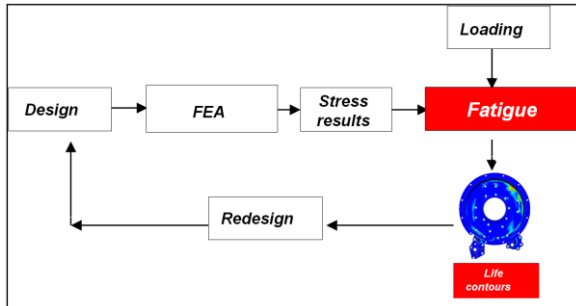 Loading
Design
FEA
Stress
results
Fatigue
Redesign
Life
contours